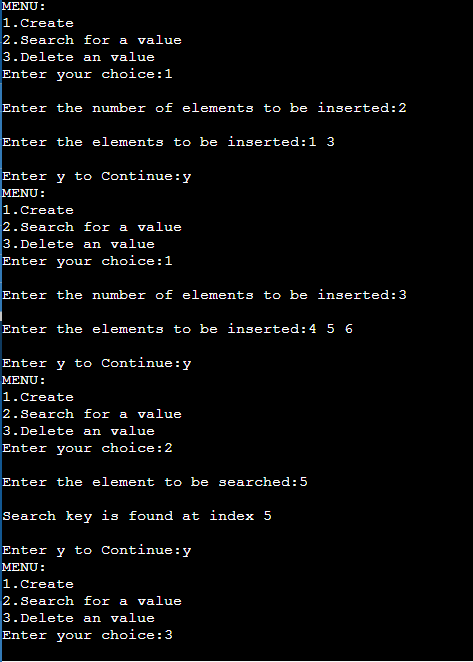 MENU:
1.Create
2.Search for a value
3.Delete an value
Enter your choice:1
Enter the number of elements to be inserted:2
Enter the elements to be inserted:1 3
Enter y to Continue:y
MENU:
1.Create
2.Search for a value
3.Delete an value
Enter your choice:1
Enter the number of elements to be inserted:3
Enter the elements to be inserted:4 5 6
Enter y to Continue:y
MENU:
1.Create
2.Search for a value
3.Delete an value
Enter your choice:2
Enter the element to be searched:5
Search key is found at index 5
Enter y to Continue:y
MENU:
1.Create
2.Search for a value
3.Delete an value
Enter your choice:3